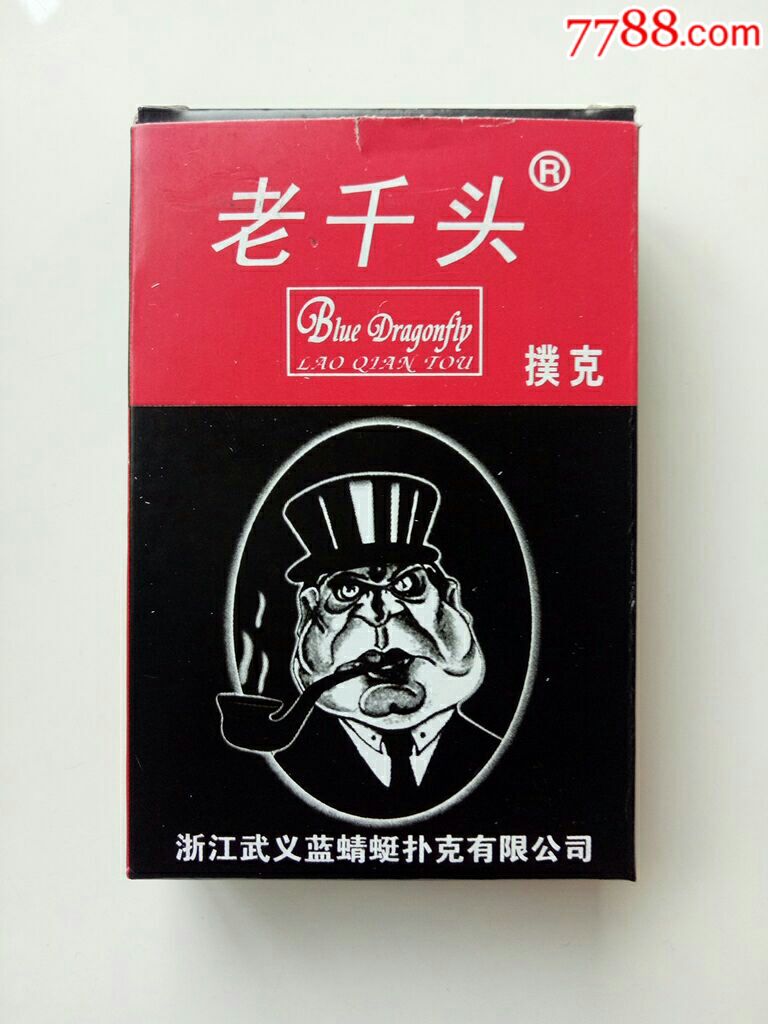 7788.com
老千头®
Blue Dragonfly
LAO QIAN TOU
撲克
浙江武义蓝蜻蜓扑克有限公司